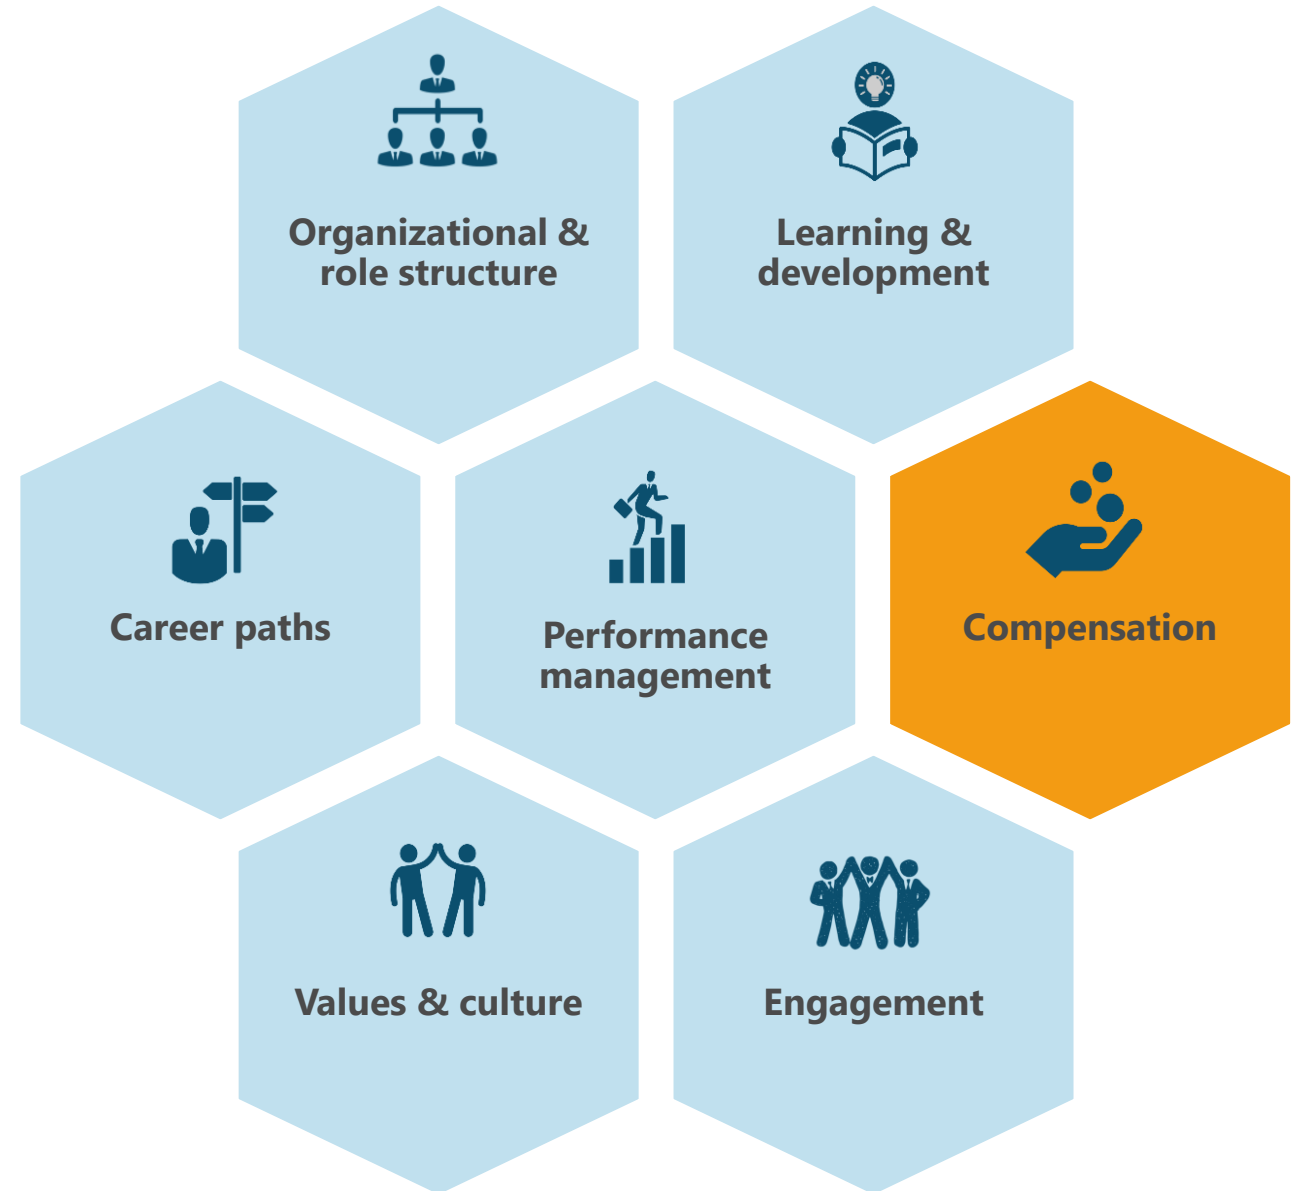 Organizational &
role structure
Learning &
development
Career paths
Performance
management
Compensation
Values & culture
Engagement